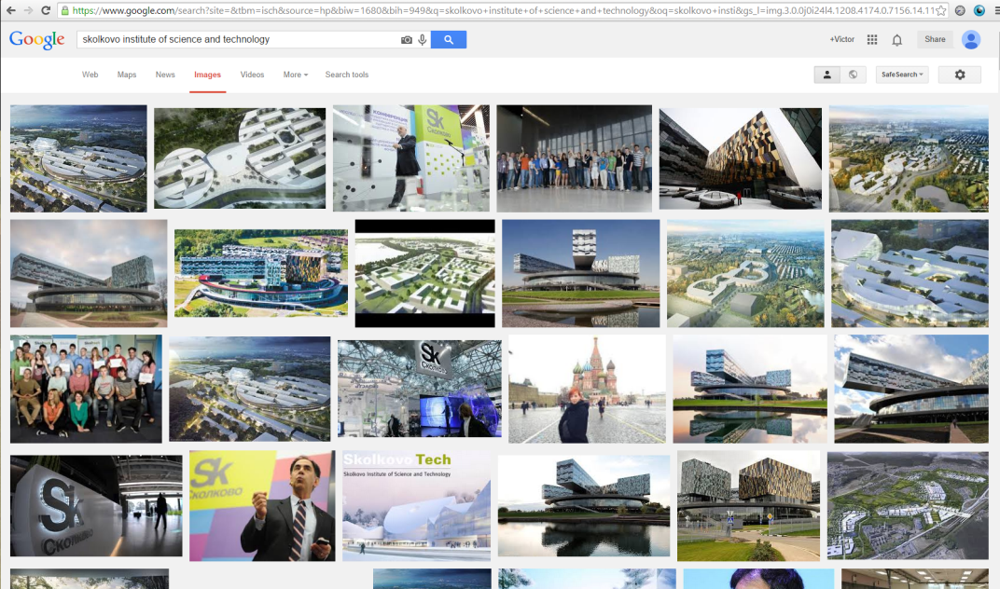 https://www.google.com/search?site=&tbm=isch&source=hp&biw=1680&bih=949&q=skolkovo+institute+of+science+and+technology&oq=skolkovo+insti&gs_l=img.3.0.0j0i24l4.1208.4174.0.7156.14.11
Google
skolkovo institute of science and technology
+Victor
Share
Web
Maps
News
Images
Videos
More
Search tools
SafeSearch
Sk
Сколково
Sk
Sk
Сколково
Sk
Сколково
Skolkovo Tech
Skolkovo Institute of Science and Technology